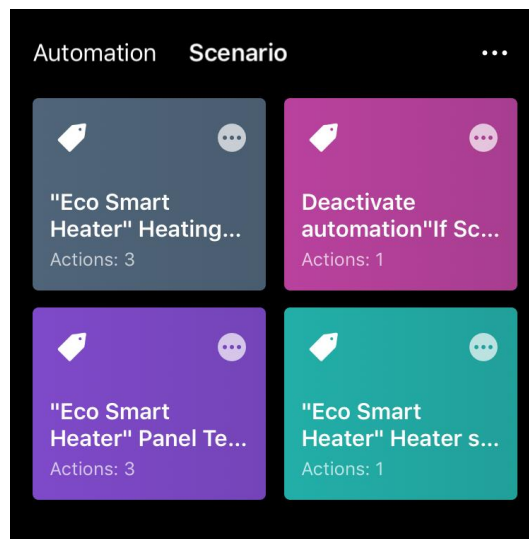 Automation Scenario
"Eco Smart
Heater" Heating...
Actions: 3
Deactivate
automation"If Sc...
Actions: 1
"Eco Smart
Heater" Panel Te...
Actions: 3
"Eco Smart
Heater" Heater s...
Actions: 1